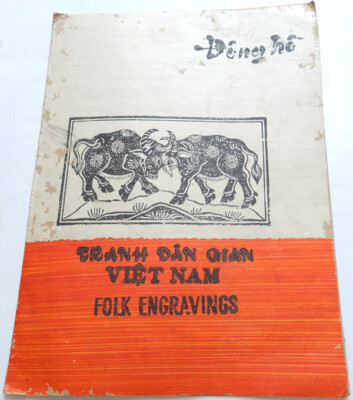 Đông hồ
TRANH DÂN GIAN
VIỆT NAM
FOLK ENGRAVINGS